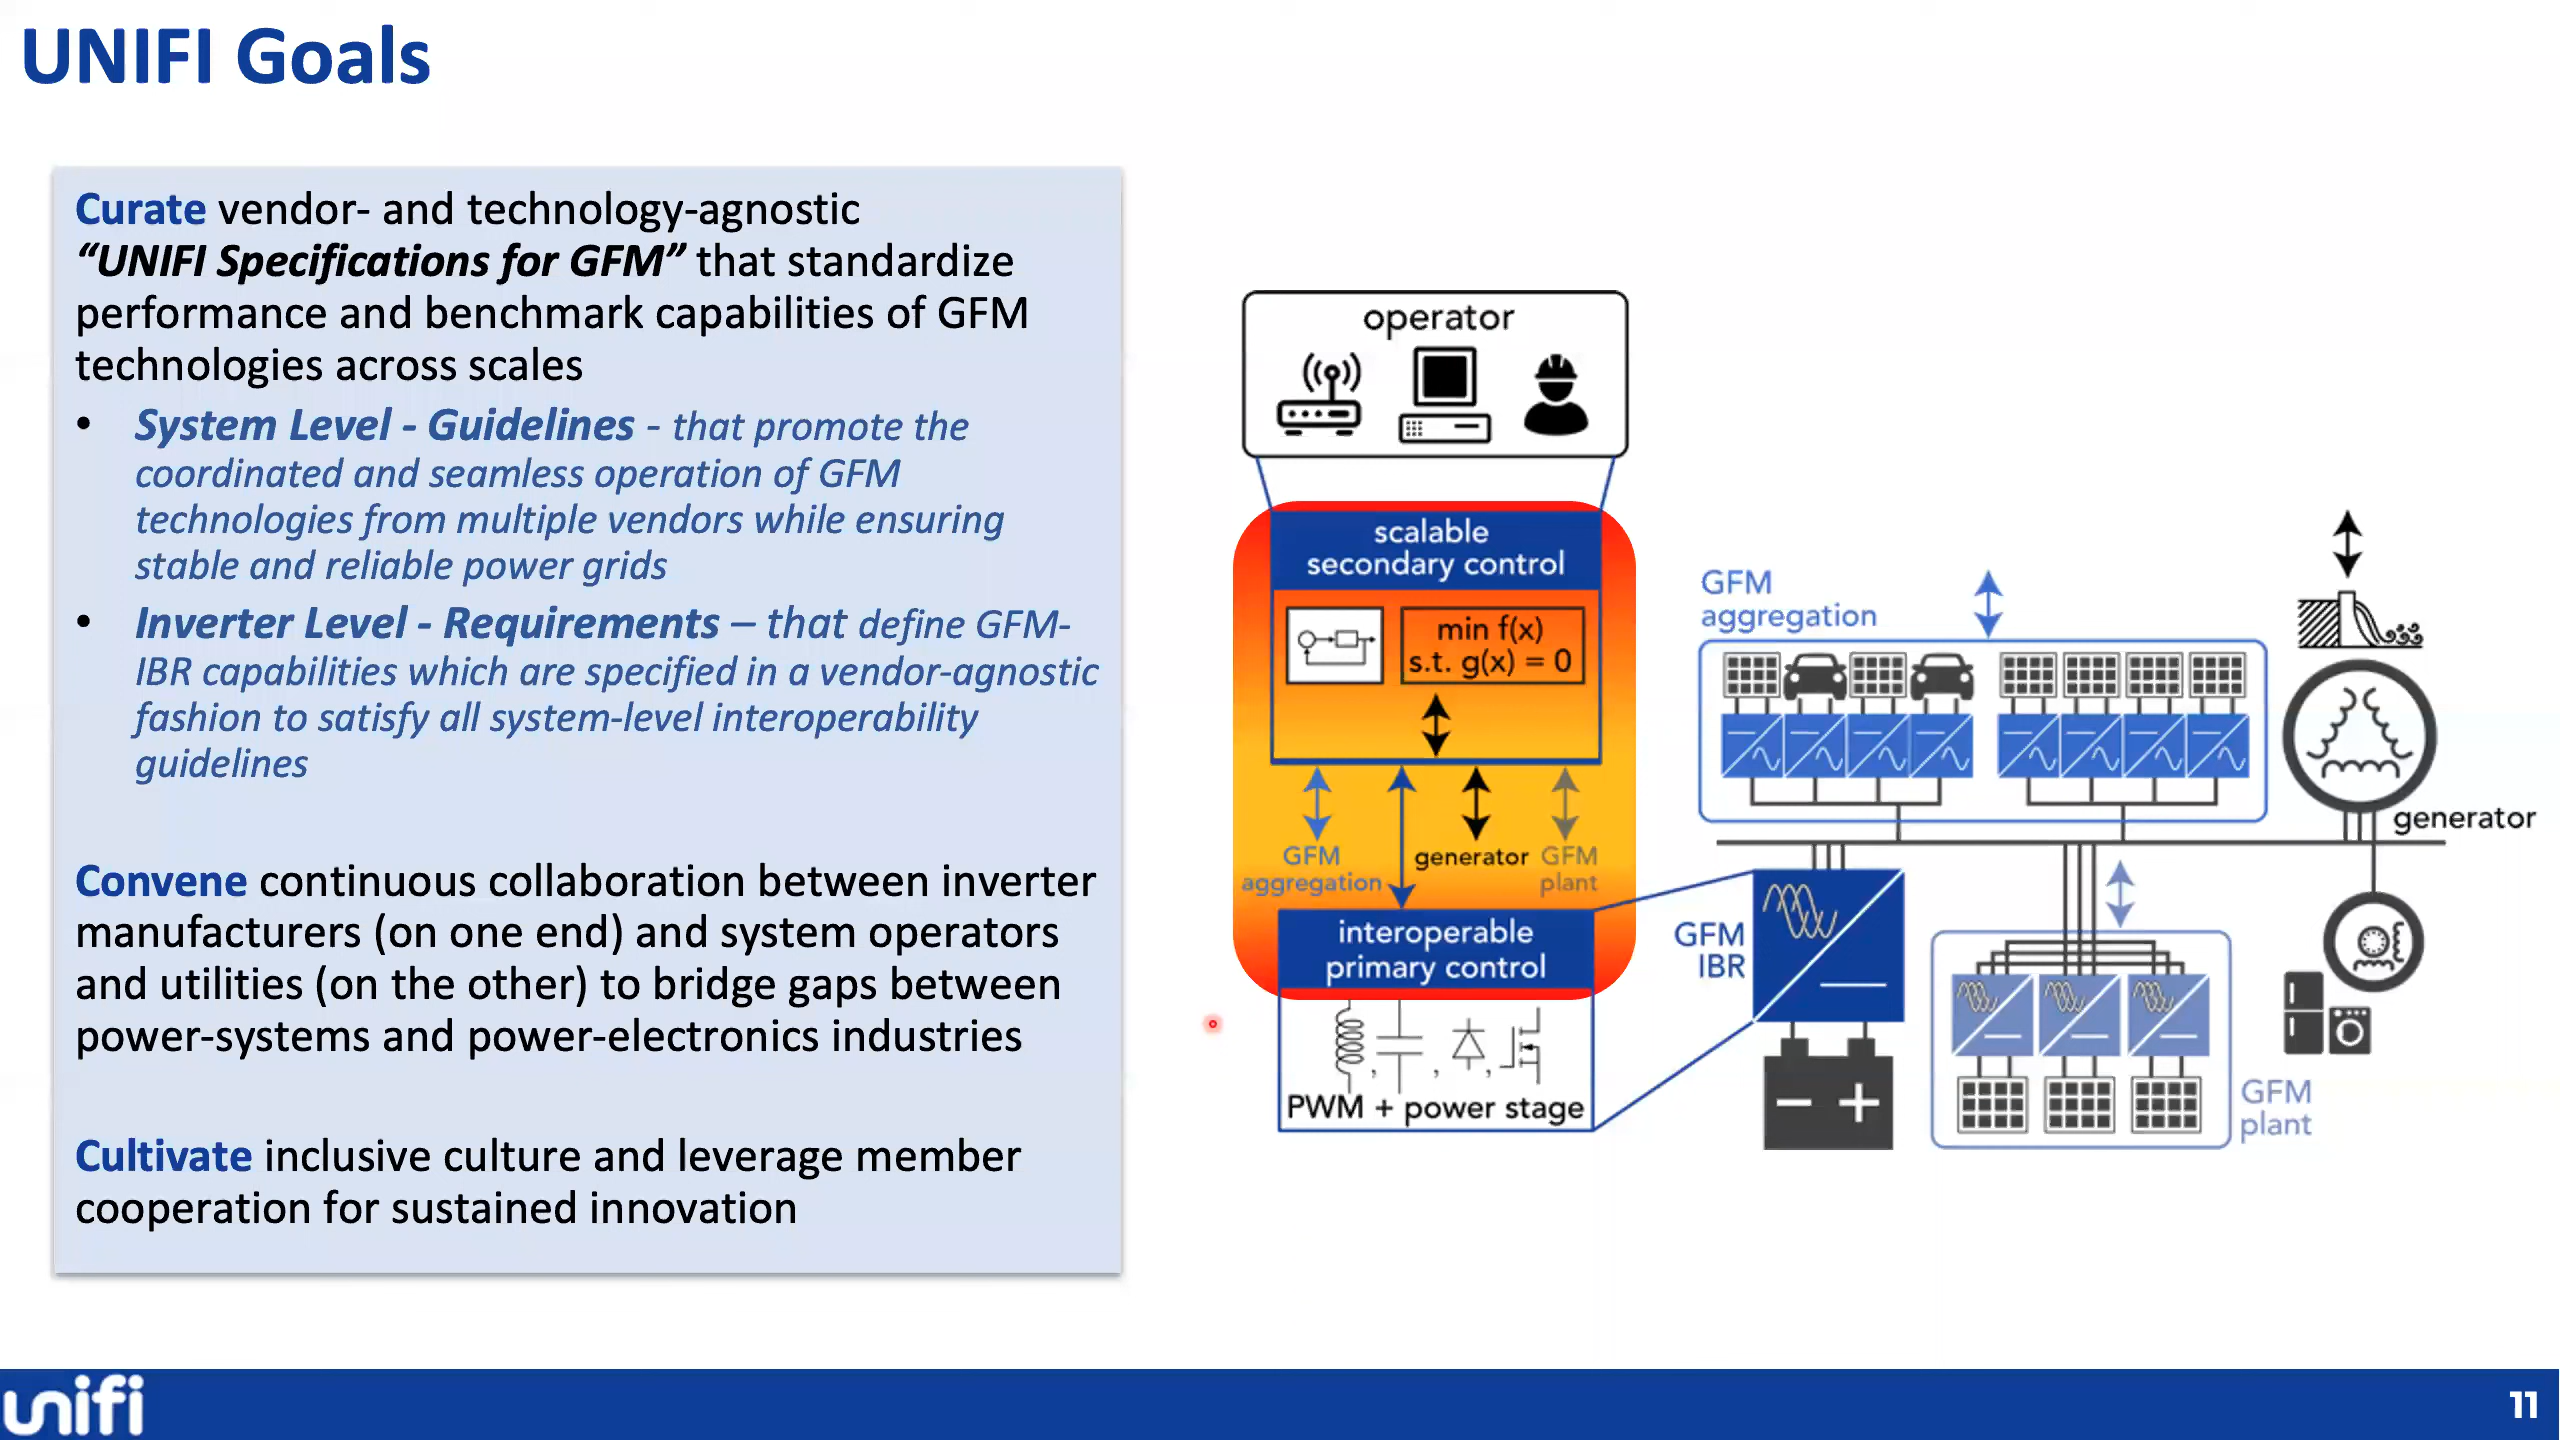 UNIFI Goals
Curate vendor- and technology-agnostic
“UNIFI Specifications for GFM” that standardize
performance and benchmark capabilities of GFM
technologies across scales
• System Level - Guidelines - that promote the
coordinated and seamless operation of GFM
technologies from multiple vendors while ensuring
stable and reliable power grids
• Inverter Level - Requirements – that define GFM-
IBR capabilities which are specified in a vendor-agnostic
fashion to satisfy all system-level interoperability
guidelines
Convene continuous collaboration between inverter
manufacturers (on one end) and system operators
and utilities (on the other) to bridge gaps between
power-systems and power-electronics industries
Cultivate inclusive culture and leverage member
cooperation for sustained innovation
operator
scalable
secondary control
min f(x)
s.t. g(x) = 0
GFM
aggregation
generator
GFM
plant
interoperable
primary control
, , ,
PWM + power stage
GFM
aggregation
generator
GFM
IBR
GFM
plant
unifi
11